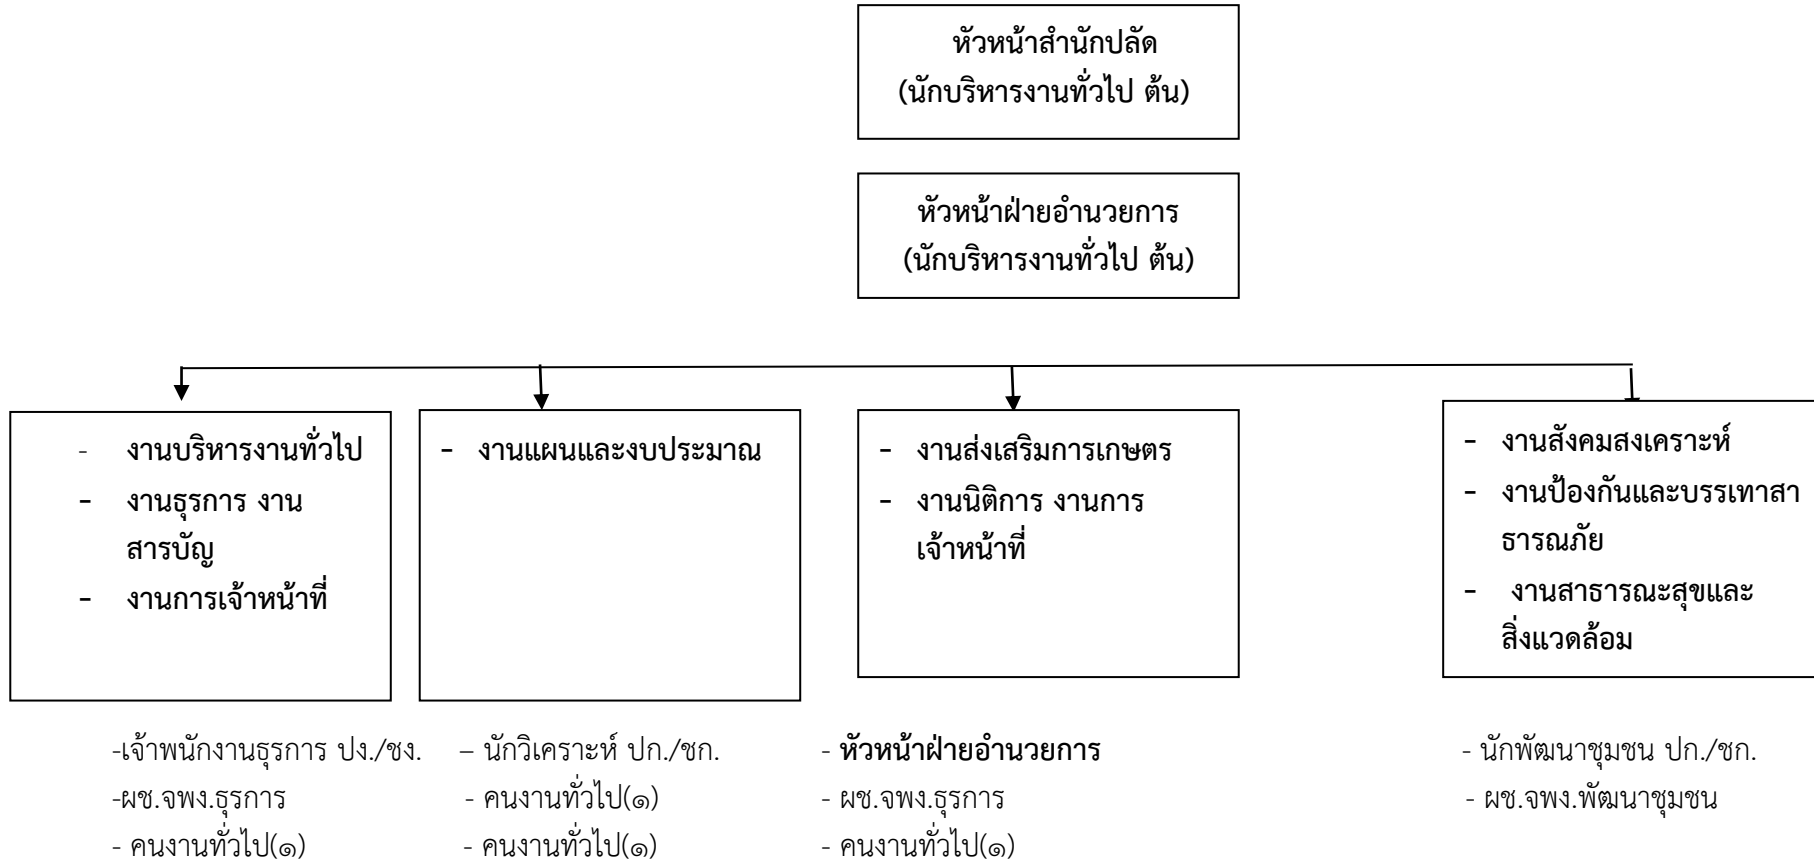 หัวหน้าสำนักปลัด
(นักบริหารงานทั่วไป ต้น)
หัวหน้าฝ่ายอำนวยการ
(นักบริหารงานทั่วไป ต้น)
- งานบริหารงานทั่วไป
- งานธุรการ งาน
สารบัญ
- งานการเจ้าหน้าที่
- งานแผนและงบประมาณ
- งานส่งเสริมการเกษตร
- งานนิติการ งานการ
เจ้าหน้าที่
- งานสังคมสงเคราะห์
- งานป้องกันและบรรเทาสา
ธารณภัย
- งานสาธารณะสุขและ
สิ่งแวดล้อม
-เจ้าพนักงานธุรการ ปง./ชง.
-ผช.จพง.ธุรการ
- คนงานทั่วไป(๑)
– นักวิเคราะห์ ปก./ชก.
- คนงานทั่วไป(๑)
- คนงานทั่วไป(๑)
- หัวหน้าฝ่ายอำนวยการ
- ผช.จพง.ธุรการ
- คนงานทั่วไป(๑)
- นักพัฒนาชุมชน ปก./ชก.
- ผช.จพง.พัฒนาชุมชน